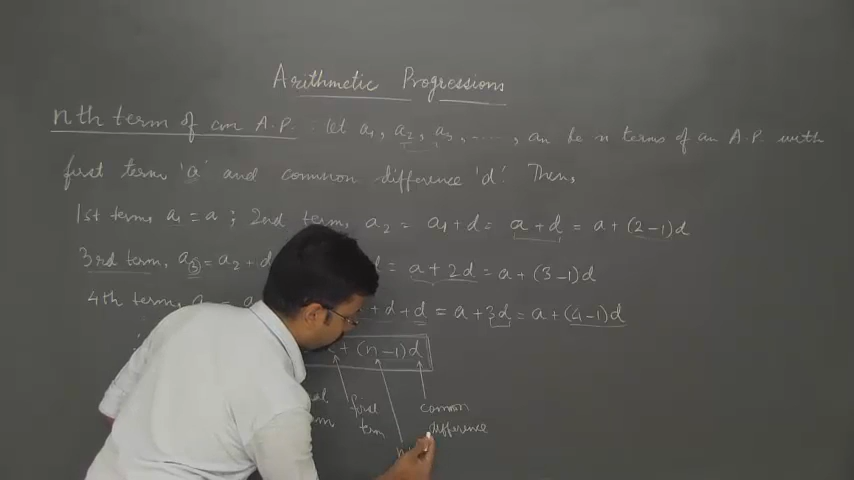 Arithmetic Progressions
nth term of an A.P. : let a₁, a₂, a₃, ....., an be n terms of an A.P. with
first term 'a' and common difference 'd'. Then,
1st term, a₁ = a ; 2nd term, a₂ = a₁ + d = a + d = a + (2-1)d
3rd term, a₃ = a₂ + d = a + 2d = a + (3-1)d
4th term, + d + d = a + 3d = a + (4-1)d
+ (n-1)d
first common
term difference